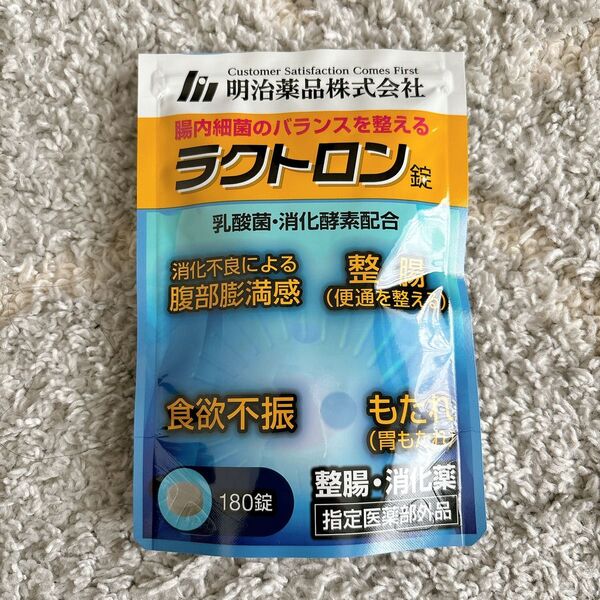 Customer Satisfaction Comes First
明治薬品株式会社
腸内細菌のバランスを整える
ラクトロン錠
乳酸菌・消化酵素配合
消化不良による
腹部膨満感
整腸
(便通を整える)
食欲不振
もたれ
(胃もたれ)
180錠
整腸・消化薬
指定医薬部外品